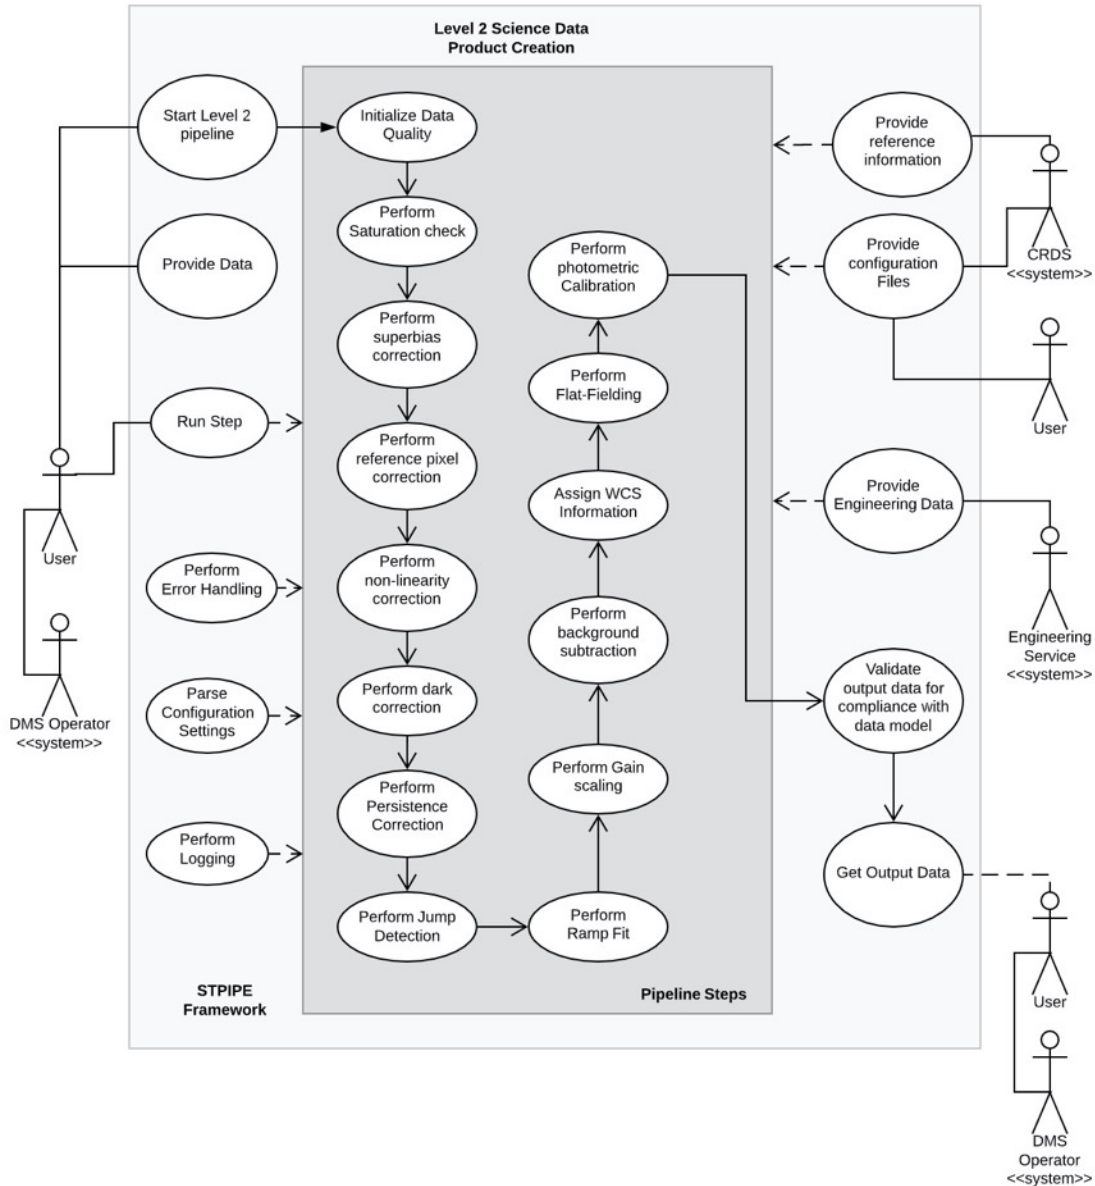 Level 2 Science Data
Product Creation
Start Level 2
pipeline
Provide Data
Run Step
Perform
Error Handling
Parse
Configuration
Settings
Perform
Logging
STPIPE
Framework
User
DMS Operator
<<system>>
Initialize Data
Quality
Perform
Saturation check
Perform
superbias
correction
Perform
reference pixel
correction
Perform
non-linearity
correction
Perform dark
correction
Perform
Persistence
Correction
Perform Jump
Detection
Perform
Ramp Fit
Perform Gain
scaling
Perform
background
subtraction
Assign WCS
Information
Perform
Flat-Fielding
Perform
photometric
Calibration
Pipeline Steps
Provide
reference
information
Provide
configuration
Files
Provide
Engineering Data
Validate
output data for
compliance with
data model
Get Output Data
CRDS
<<system>>
User
Engineering
Service
<<system>>
User
DMS
Operator
<<system>>